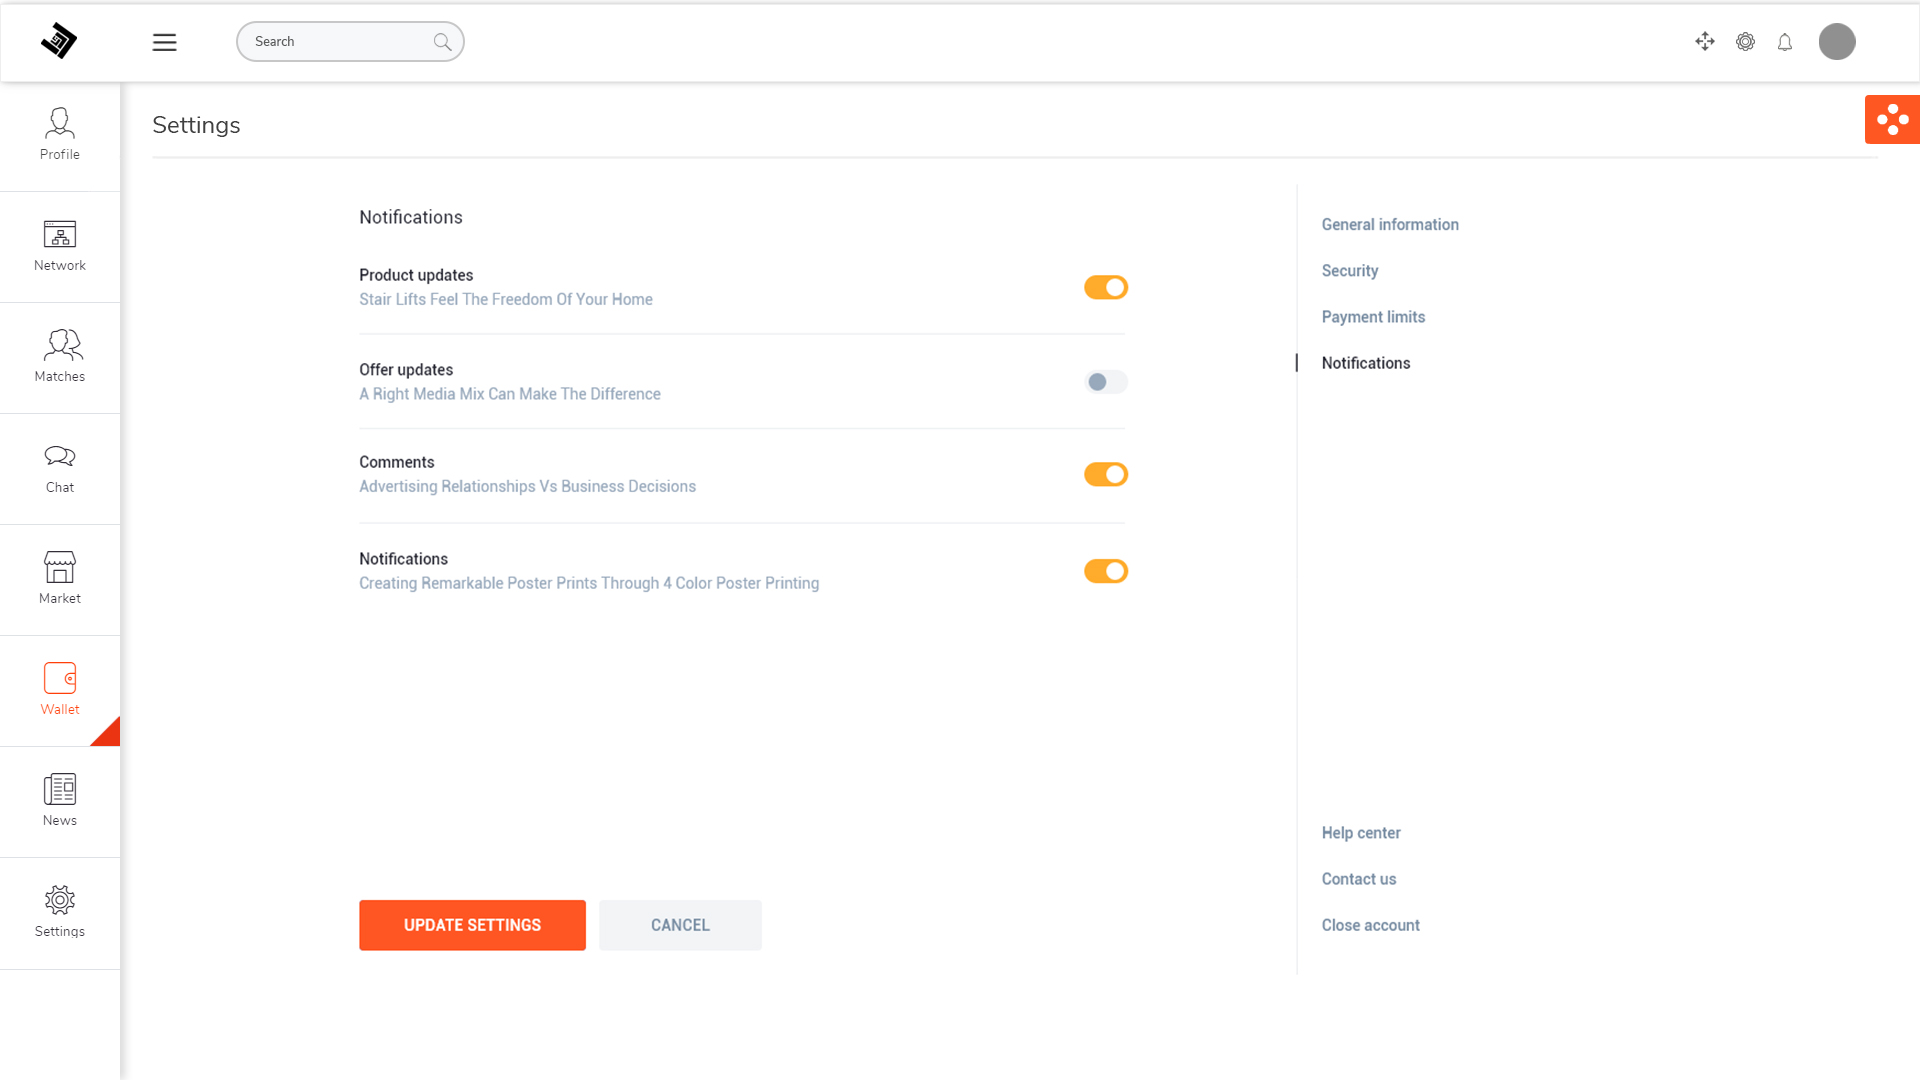 Search
Profile
Network
Matches
Chat
Market
Wallet
News
Settings
Settings
Notifications
Product updates
Stair Lifts Feel The Freedom Of Your Home
Offer updates
A Right Media Mix Can Make The Difference
Comments
Advertising Relationships Vs Business Decisions
Notifications
Creating Remarkable Poster Prints Through 4 Color Poster Printing
UPDATE SETTINGS
CANCEL
General information
Security
Payment limits
Notifications
Help center
Contact us
Close account